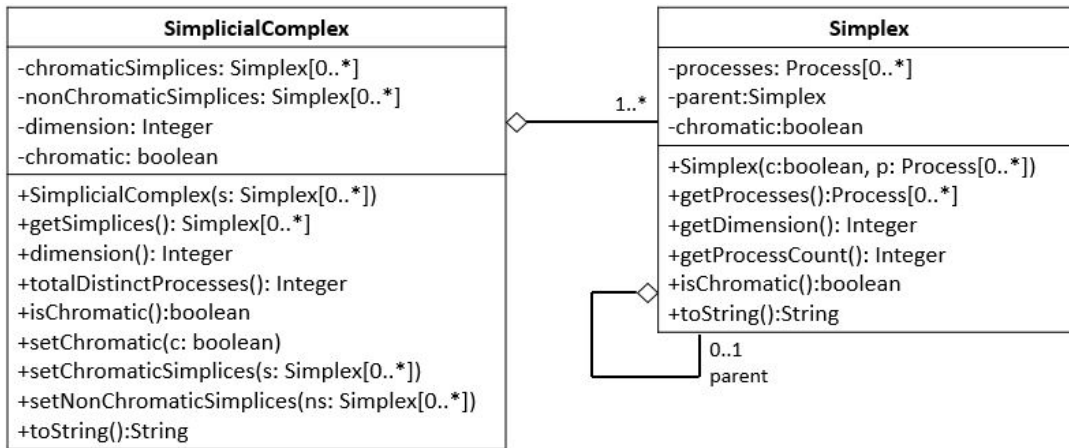 SimplicialComplex
-chromaticSimplices: Simplex[0..*]
-nonChromaticSimplices: Simplex[0..*]
-dimension: Integer
-chromatic: boolean
+SimplicialComplex(s: Simplex[0..*])
+getSimplices(): Simplex[0..*]
+dimension(): Integer
+totalDistinctProcesses(): Integer
+isChromatic():boolean
+setChromatic(c: boolean)
+setChromaticSimplices(s: Simplex[0..*])
+setNonChromaticSimplices(ns: Simplex[0..*])
+toString():String
1..*
Simplex
-processes: Process[0..*]
-parent:Simplex
-chromatic:boolean
+Simplex(c:boolean, p: Process[0..*])
+getProcesses():Process[0..*]
+getDimension(): Integer
+getProcessCount(): Integer
+isChromatic():boolean
+toString():String
0..1
parent